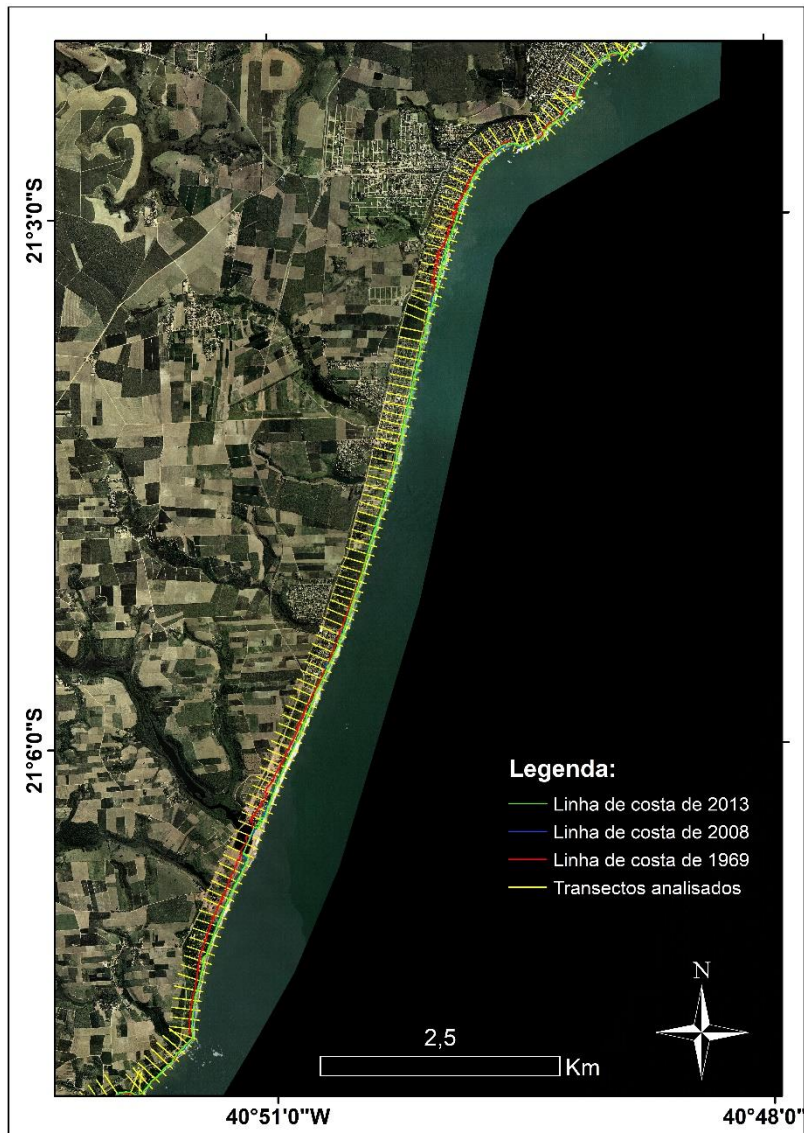 21°3'0"S
21°6'0"S
Legenda:
Linha de costa de 2013
Linha de costa de 2008
Linha de costa de 1969
Transectos analisados
N
2,5
Km
40°51'0"W
40°48'0"